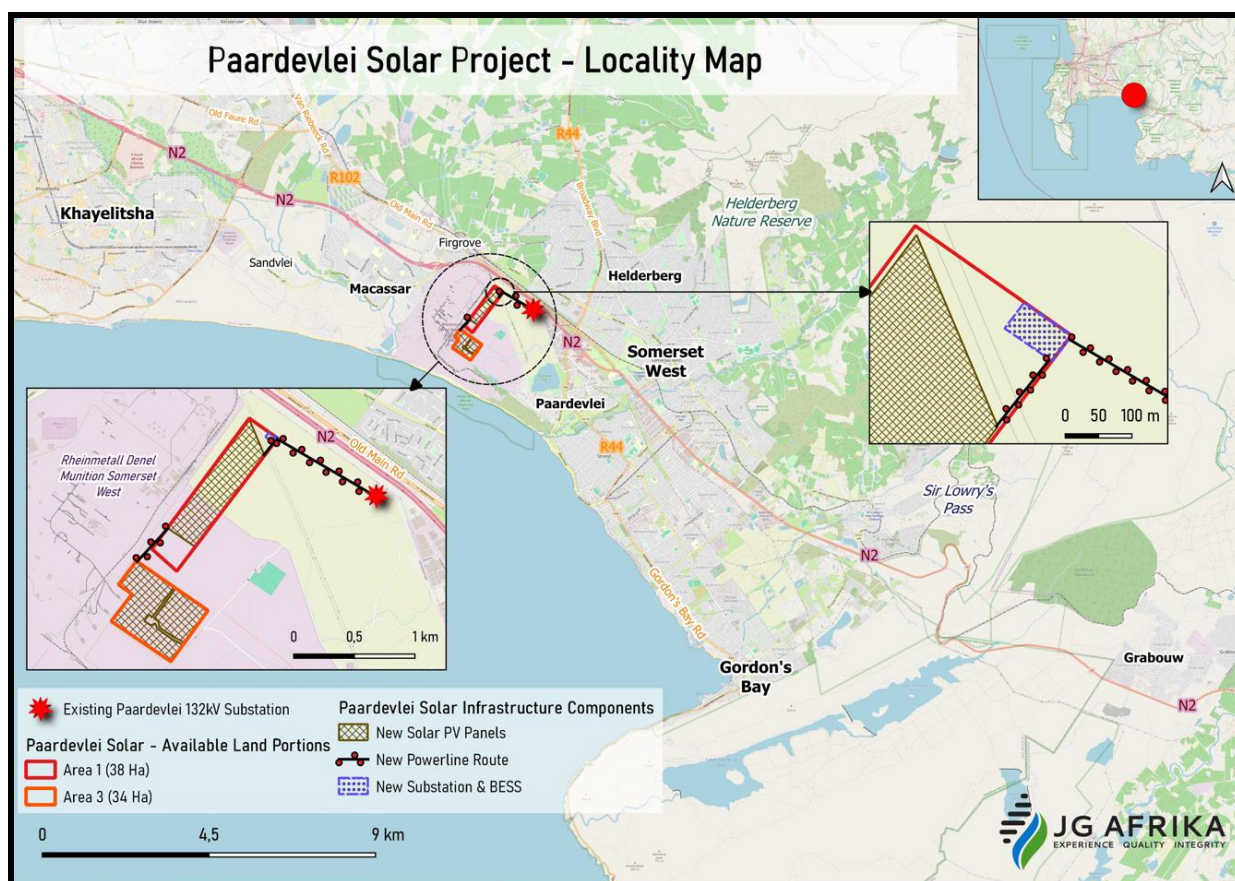 Paardevlei Solar Project - Locality Map
Old Faure Rd
Van Riebeeck Rd
N2
R44
R102
N2
Old Main Rd
Broadway Blvd
Khayelitsha
Khayelitsha
Helderberg
Nature Reserve
Firgrove
Sandvlei
Macassar
Helderberg
N2
Somerset
West
Paardevlei
R44
Strand
0 50 100 m
Rheinmetall Denel
Munition Somerset
West
N2
Old Main Rd
0 0,5 1 km
Sir Lowry's
Pass
N2
Gordon's Bay Rd
Gordon's
Bay
Grabouw
Grabouw
N2
Existing Paardevlei 132kV Substation
Paardevlei Solar - Available Land Portions
Area 1 (38 Ha)
Area 3 (34 Ha)
Paardevlei Solar Infrastructure Components
New Solar PV Panels
New Powerline Route
New Substation & BESS
0 4,5 9 km
JG AFRIKA
EXPERIENCE QUALITY INTEGRITY